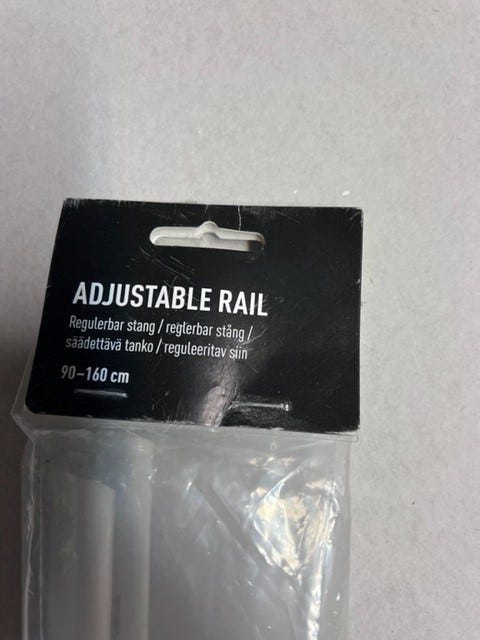 ADJUSTABLE RAIL
Regulerbar stang / reglerbar stång /
säädettävä tanko / reguleeritav siin
90–160 cm